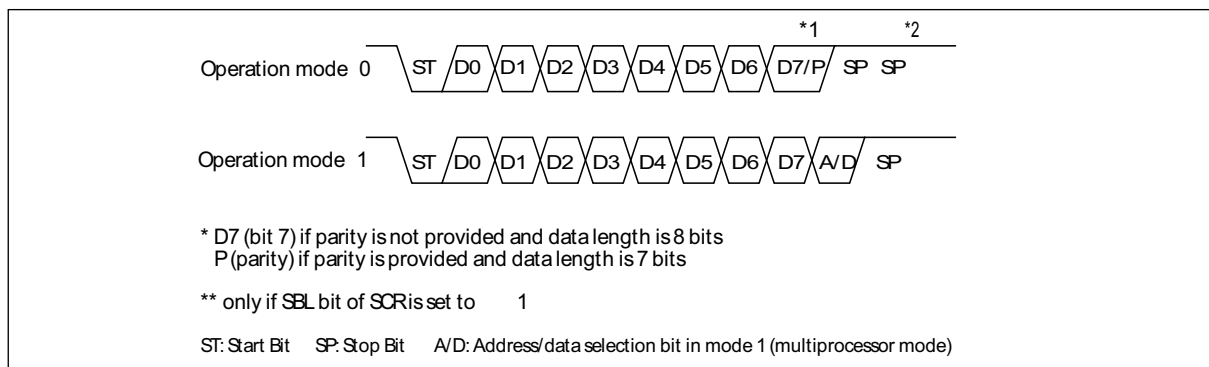 *1 *2
Operation mode 0 ST D0 D1 D2 D3 D4 D5 D6 D7/P SP SP
Operation mode 1 ST D0 D1 D2 D3 D4 D5 D6 D7 A/D SP
* D7 (bit 7) if parity is not provided and data length is 8 bits
P (parity) if parity is provided and data length is 7 bits
** only if SBL bit of SCR is set to 1
ST: Start Bit SP: Stop Bit A/D: Address/data selection bit in mode 1 (multiprocessor mode)